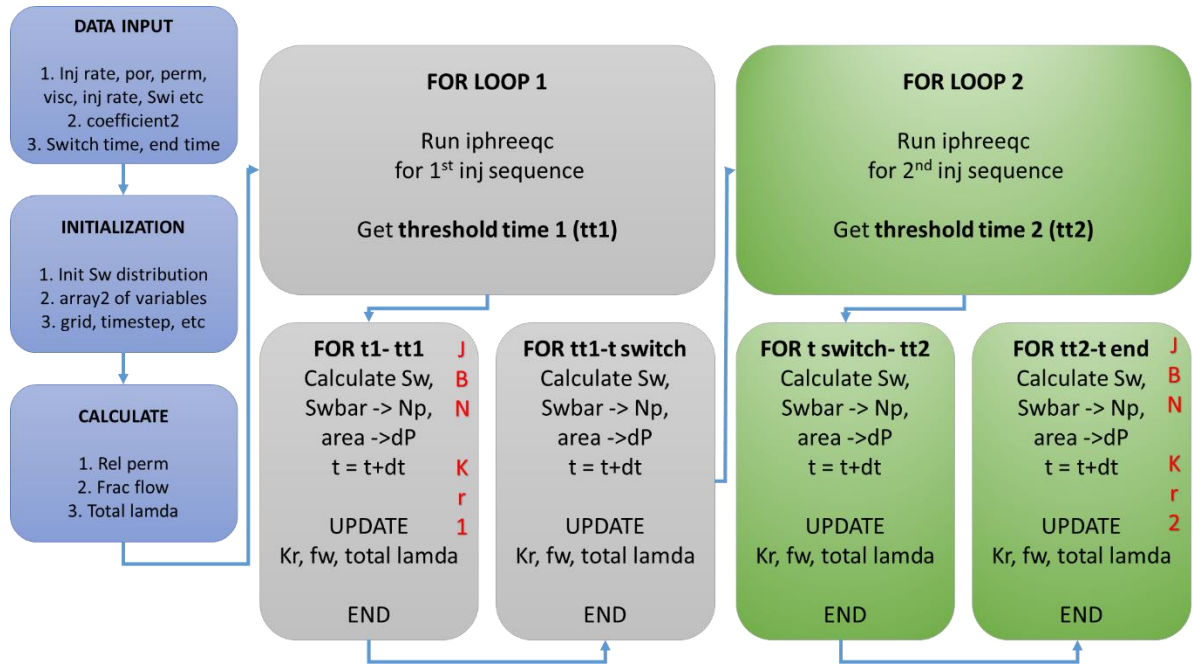 DATA INPUT
1. Inj rate, por, perm,
visc, inj rate, Swi etc
2. coefficient2
3. Switch time, end time
INITIALIZATION
1. Init Sw distribution
2. array2 of variables
3. grid, timestep, etc
CALCULATE
1. Rel perm
2. Frac flow
3. Total lamda
FOR LOOP 1
Run iphreeqc
for 1st inj sequence
Get threshold time 1 (tt1)
FOR t1- tt1
Calculate Sw,
Swbar -> Np,
area ->dP
t = t+dt
UPDATE
Kr, fw, total lamda
END
J
B
N
K
r
1
FOR tt1-t switch
Calculate Sw,
Swbar -> Np,
area ->dP
t = t+dt
UPDATE
Kr, fw, total lamda
END
FOR LOOP 2
Run iphreeqc
for 2nd inj sequence
Get threshold time 2 (tt2)
FOR t switch- tt2
Calculate Sw,
Swbar -> Np,
area ->dP
t = t+dt
UPDATE
Kr, fw, total lamda
END
FOR tt2-t end
Calculate Sw,
Swbar -> Np,
area ->dP
t = t+dt
UPDATE
Kr, fw, total lamda
END
J
B
N
K
r
2